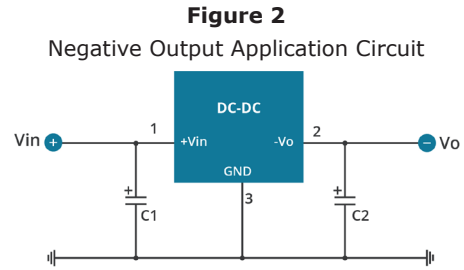 Figure 2
Negative Output Application Circuit
DC-DC
Vin + 1 +Vin -Vo 2 − Vo
GND
3
+ +
C1 C2